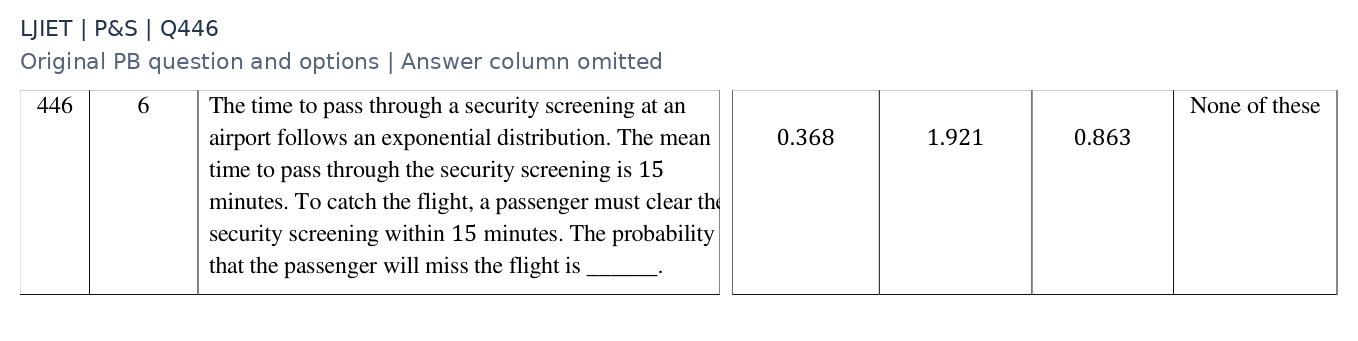 LJIET | P&S | Q446
Original PB question and options | Answer column omitted
446 6 The time to pass through a security screening at an None of these
airport follows an exponential distribution. The mean 0.368 1.921 0.863
time to pass through the security screening is 15
minutes. To catch the flight, a passenger must clear the
security screening within 15 minutes. The probability
that the passenger will miss the flight is ______.